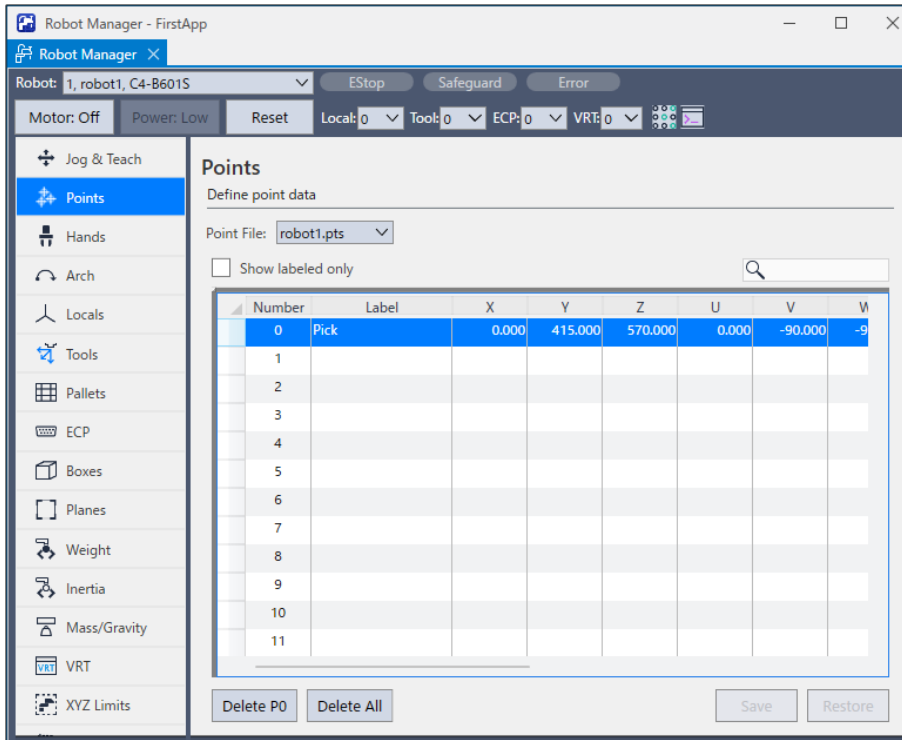 Robot Manager - FirstApp
Robot Manager
Robot: 1, robot1, C4-B601S EStop Safeguard Error
Motor: Off Power: Low Reset Local: 0 Tool: 0 ECP: 0 VRT: 0
Jog & Teach
Points
Hands
Arch
Locals
Tools
Pallets
ECP
Boxes
Planes
Weight
Inertia
Mass/Gravity
VRT
VRT
XYZ Limits
Points
Define point data
Point File: robot1.pts
Show labeled only
Number Label X Y Z U V W
0 Pick 0.000 415.000 570.000 0.000 -90.000 -9
1
2
3
4
5
6
7
8
9
10
11
Delete P0 Delete All Save Restore